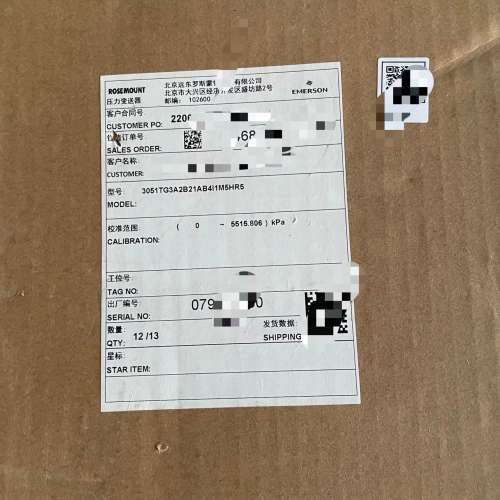 ROSEMOUNT
北京远东罗斯蒙 有限公司
北京市大兴区经济 发区盛坊路2号
EMERSON
压力变送器
邮编: 102600
客户合同号
CUSTOMER PO: 220
订单号
SALES ORDER: 68
客户名称
CUSTOMER:
型号: 3051TG3A2B21AB4I1M5HR5
MODEL:
校准范围 ( 0 – 5515.806 ) kPa
CALIBRATION:
工位号
TAG NO.
出厂编号
SERIAL NO: 079 0
数量: 12 /13
QTY:
发货数据:
SHIPPING
星标:
STAR ITEM: